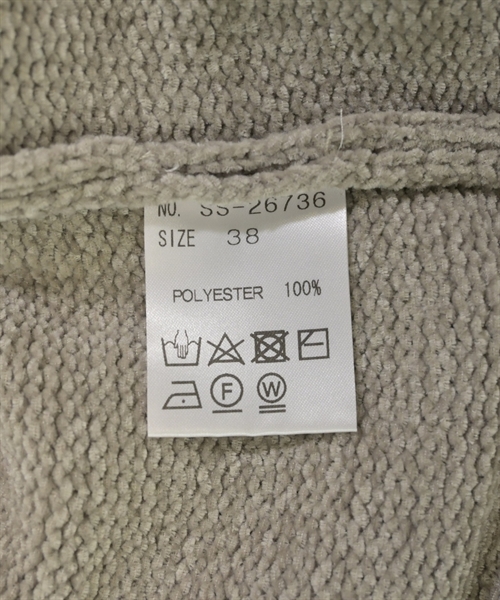 NO. SS-26736
SIZE 38
POLYESTER 100%
F W